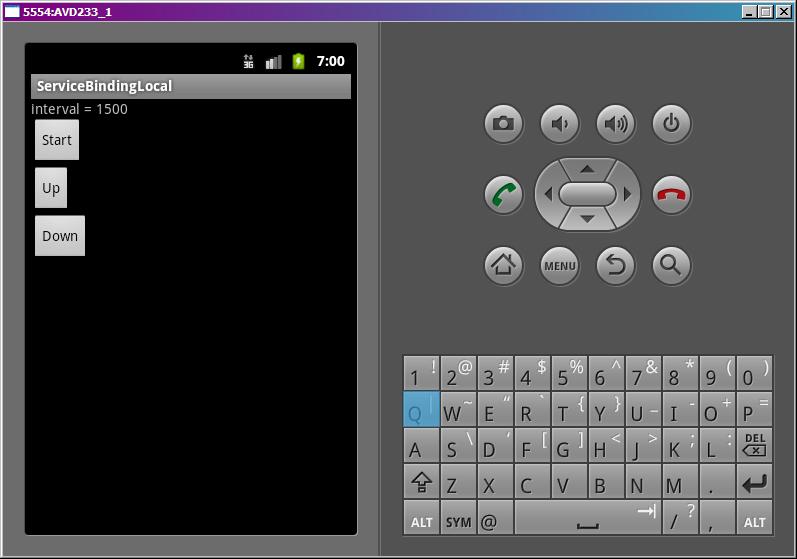 5554:AVD233_1
3G 7:00
ServiceBindingLocal
interval = 1500
Start
Up
Down
MENU
1 ! 2 @ 3 # 4 $ 5 % 6 ^ 7 & 8 * 9 ( 0 )
Q | W ~ E “ R ` T { Y } U _ I - O + P =
A S \ D ‘ F [ G ] H < J > K ; L : DEL
Z X C V B N M .
ALT SYM @ / ? , ALT